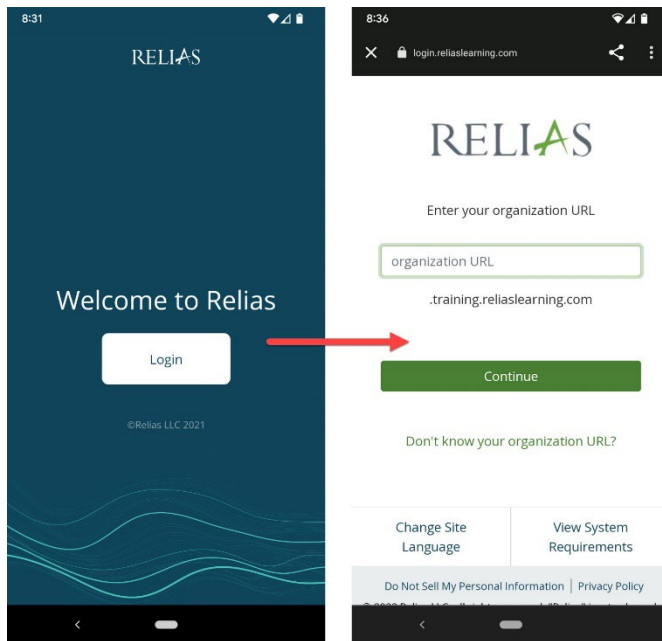 8:31
RELIAS
Welcome to Relias
Login
©Relias LLC 2021
8:36
login.reliaslearning.com
RELIAS
Enter your organization URL
organization URL
.training.reliaslearning.com
Continue
Don't know your organization URL?
Change Site
Language
View System
Requirements
Do Not Sell My Personal Information | Privacy Policy